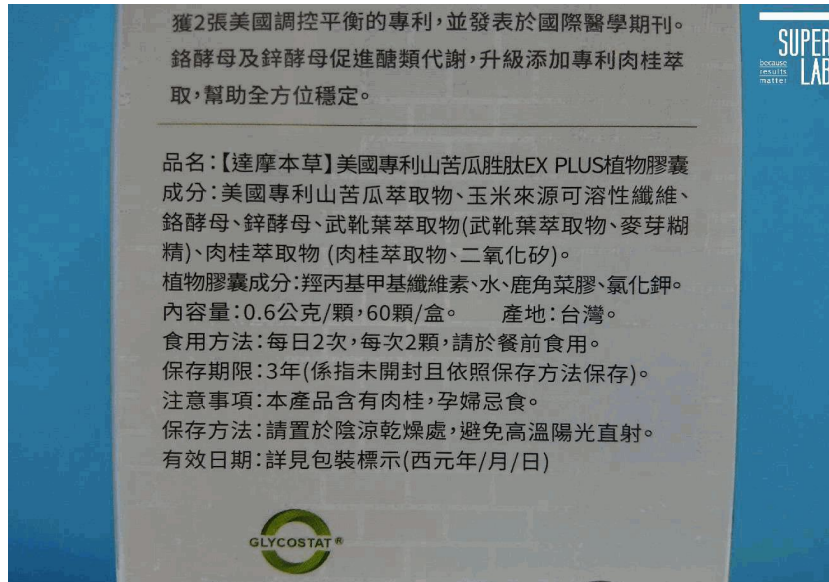 獲2張美國調控平衡的專利，並發表於國際醫學期刊。
鉻酵母及鋅酵母促進醣類代謝，升級添加專利肉桂萃
取，幫助全方位穩定。
SUPER
LAB
because
results
matter
品名：【達摩本草】美國專利山苦瓜胜肽EX PLUS植物膠囊
成分：美國專利山苦瓜萃取物、玉米來源可溶性纖維、
鉻酵母、鋅酵母、武靴葉萃取物(武靴葉萃取物、麥芽糊
精)、肉桂萃取物 (肉桂萃取物、二氧化矽)。
植物膠囊成分：羥丙基甲基纖維素、水、鹿角菜膠、氯化鉀。
內容量：0.6公克/顆，60顆/盒。 產地：台灣。
食用方法：每日2次，每次2顆，請於餐前食用。
保存期限：3年(係指未開封且依照保存方法保存)。
注意事項：本產品含有肉桂，孕婦忌食。
保存方法：請置於陰涼乾燥處，避免高溫陽光直射。
有效日期：詳見包裝標示(西元年/月/日)
GLYCOSTAT®